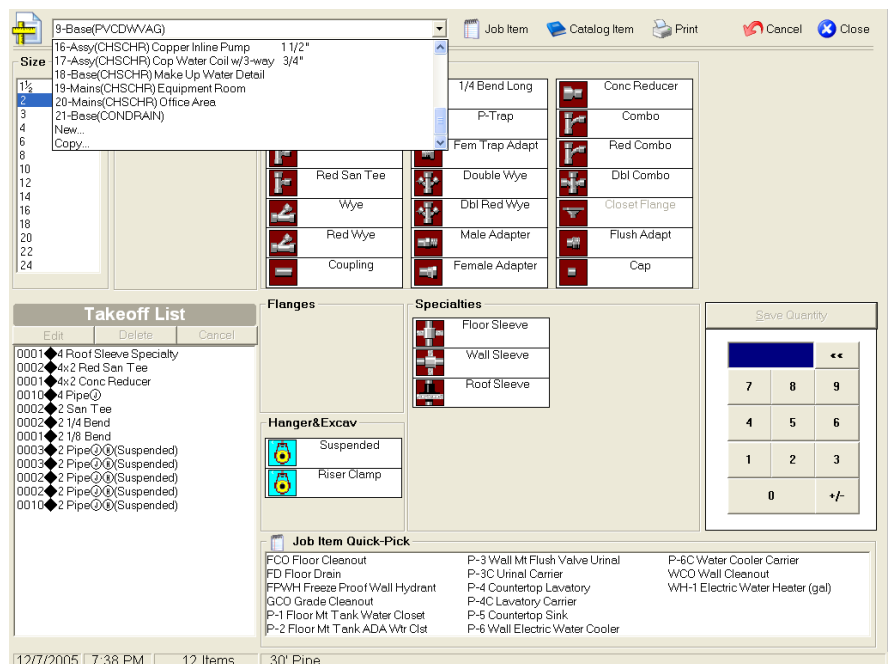 9-Base(PVCDWVAG)
Job Item
Catalog Item
Print
Cancel
Close
16-Assy(CHSCHR) Copper Inline Pump 1 1/2"
17-Assy(CHSCHR) Cop Water Coil w/3-way 3/4"
18-Base(CHSCHR) Make Up Water Detail
19-Mains(CHSCHR) Equipment Room
20-Mains(CHSCHR) Office Area
21-Base(CONDRAIN)
New...
Copy...
Size
1½
2
3
4
6
8
10
12
14
16
18
20
22
24
Red San Tee
Wye
Red Wye
Coupling
1/4 Bend Long
P-Trap
Fem Trap Adapt
Double Wye
Dbl Red Wye
Male Adapter
Female Adapter
Conc Reducer
Combo
Red Combo
Dbl Combo
Closet Flange
Flush Adapt
Cap
Takeoff List
Edit Delete Cancel
0001◆4 Roof Sleeve Specialty
0002◆4x2 Red San Tee
0001◆4x2 Conc Reducer
0010◆4 PipeⒿ
0002◆2 San Tee
0002◆2 1/4 Bend
0001◆2 1/8 Bend
0003◆2 PipeⒿⒽ(Suspended)
0003◆2 PipeⒿⒽ(Suspended)
0002◆2 PipeⒿⒽ(Suspended)
0002◆2 PipeⒿⒽ(Suspended)
0010◆2 PipeⒿⒽ(Suspended)
Flanges
Hanger&Excav
Suspended
Riser Clamp
Specialties
Floor Sleeve
Wall Sleeve
Roof Sleeve
Save Quantity
<<
7 8 9
4 5 6
1 2 3
0 +/-
Job Item Quick-Pick
FCO Floor Cleanout
FD Floor Drain
FPWH Freeze Proof Wall Hydrant
GCO Grade Cleanout
P-1 Floor Mt Tank Water Closet
P-2 Floor Mt Tank ADA Wtr Clst
P-3 Wall Mt Flush Valve Urinal
P-3C Urinal Carrier
P-4 Countertop Lavatory
P-4C Lavatory Carrier
P-5 Countertop Sink
P-6 Wall Electric Water Cooler
P-6C Water Cooler Carrier
WCO Wall Cleanout
WH-1 Electric Water Heater (gal)
12/7/2005 7:38 PM 12 Items 30' Pipe